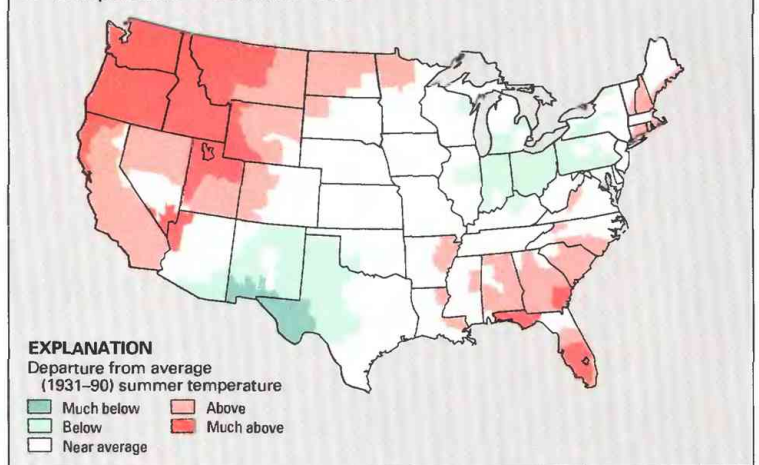 EXPLANATION
Departure from average
(1931–90) summer temperature
Much below
Below
Near average
Above
Much above